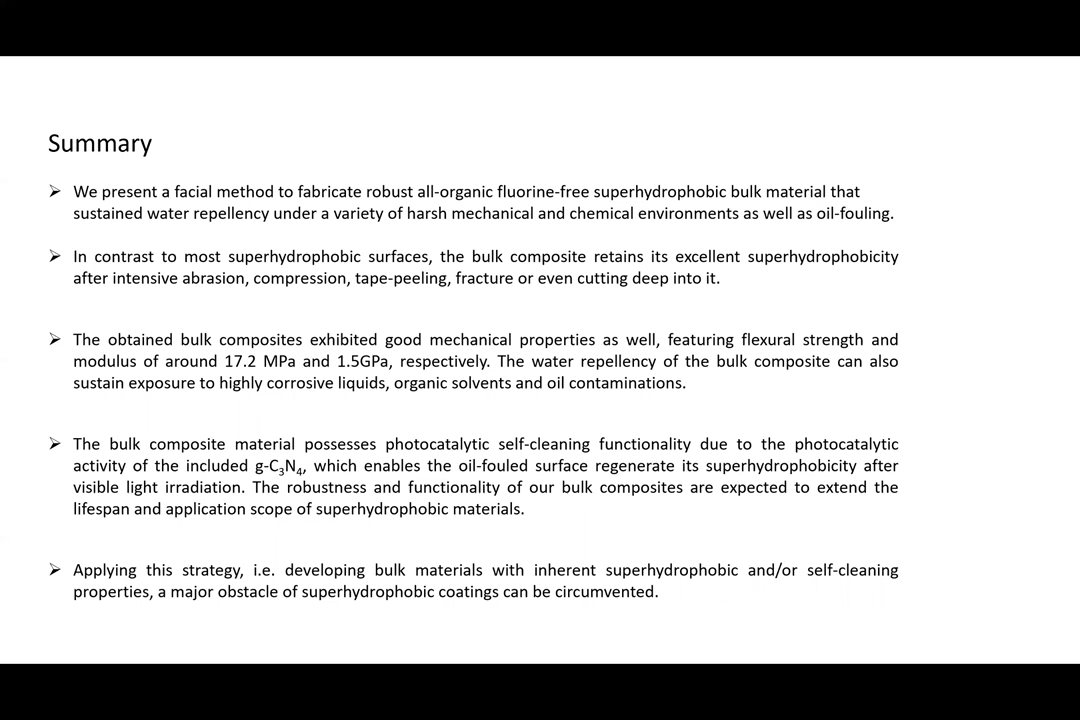 Summary
➢ We present a facial method to fabricate robust all-organic fluorine-free superhydrophobic bulk material that
sustained water repellency under a variety of harsh mechanical and chemical environments as well as oil-fouling.
➢ In contrast to most superhydrophobic surfaces, the bulk composite retains its excellent superhydrophobicity
after intensive abrasion, compression, tape-peeling, fracture or even cutting deep into it.
➢ The obtained bulk composites exhibited good mechanical properties as well, featuring flexural strength and
modulus of around 17.2 MPa and 1.5GPa, respectively. The water repellency of the bulk composite can also
sustain exposure to highly corrosive liquids, organic solvents and oil contaminations.
➢ The bulk composite material possesses photocatalytic self-cleaning functionality due to the photocatalytic
activity of the included g-C₃N₄, which enables the oil-fouled surface regenerate its superhydrophobicity after
visible light irradiation. The robustness and functionality of our bulk composites are expected to extend the
lifespan and application scope of superhydrophobic materials.
➢ Applying this strategy, i.e. developing bulk materials with inherent superhydrophobic and/or self-cleaning
properties, a major obstacle of superhydrophobic coatings can be circumvented.